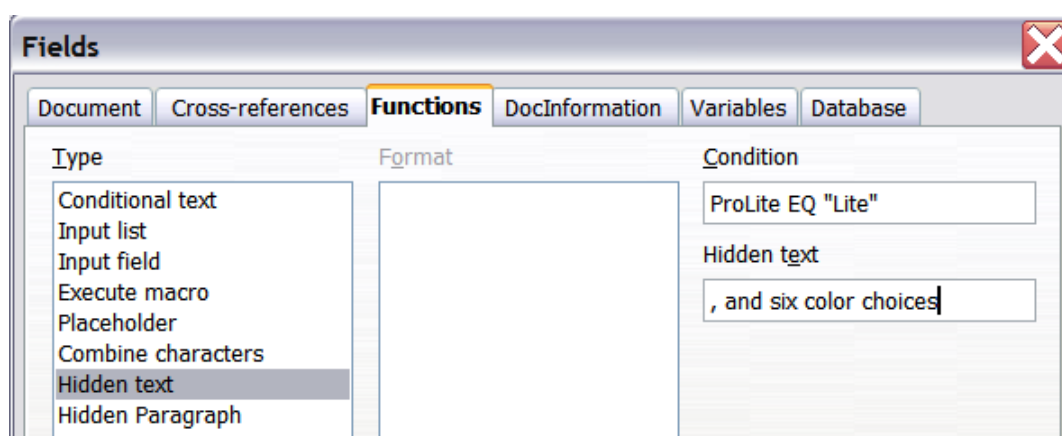 Fields
Document Cross-references Functions DocInformation Variables Database
Type
Conditional text
Input list
Input field
Execute macro
Placeholder
Combine characters
Hidden text
Hidden Paragraph
Format
Condition
ProLite EQ "Lite"
Hidden text
, and six color choices